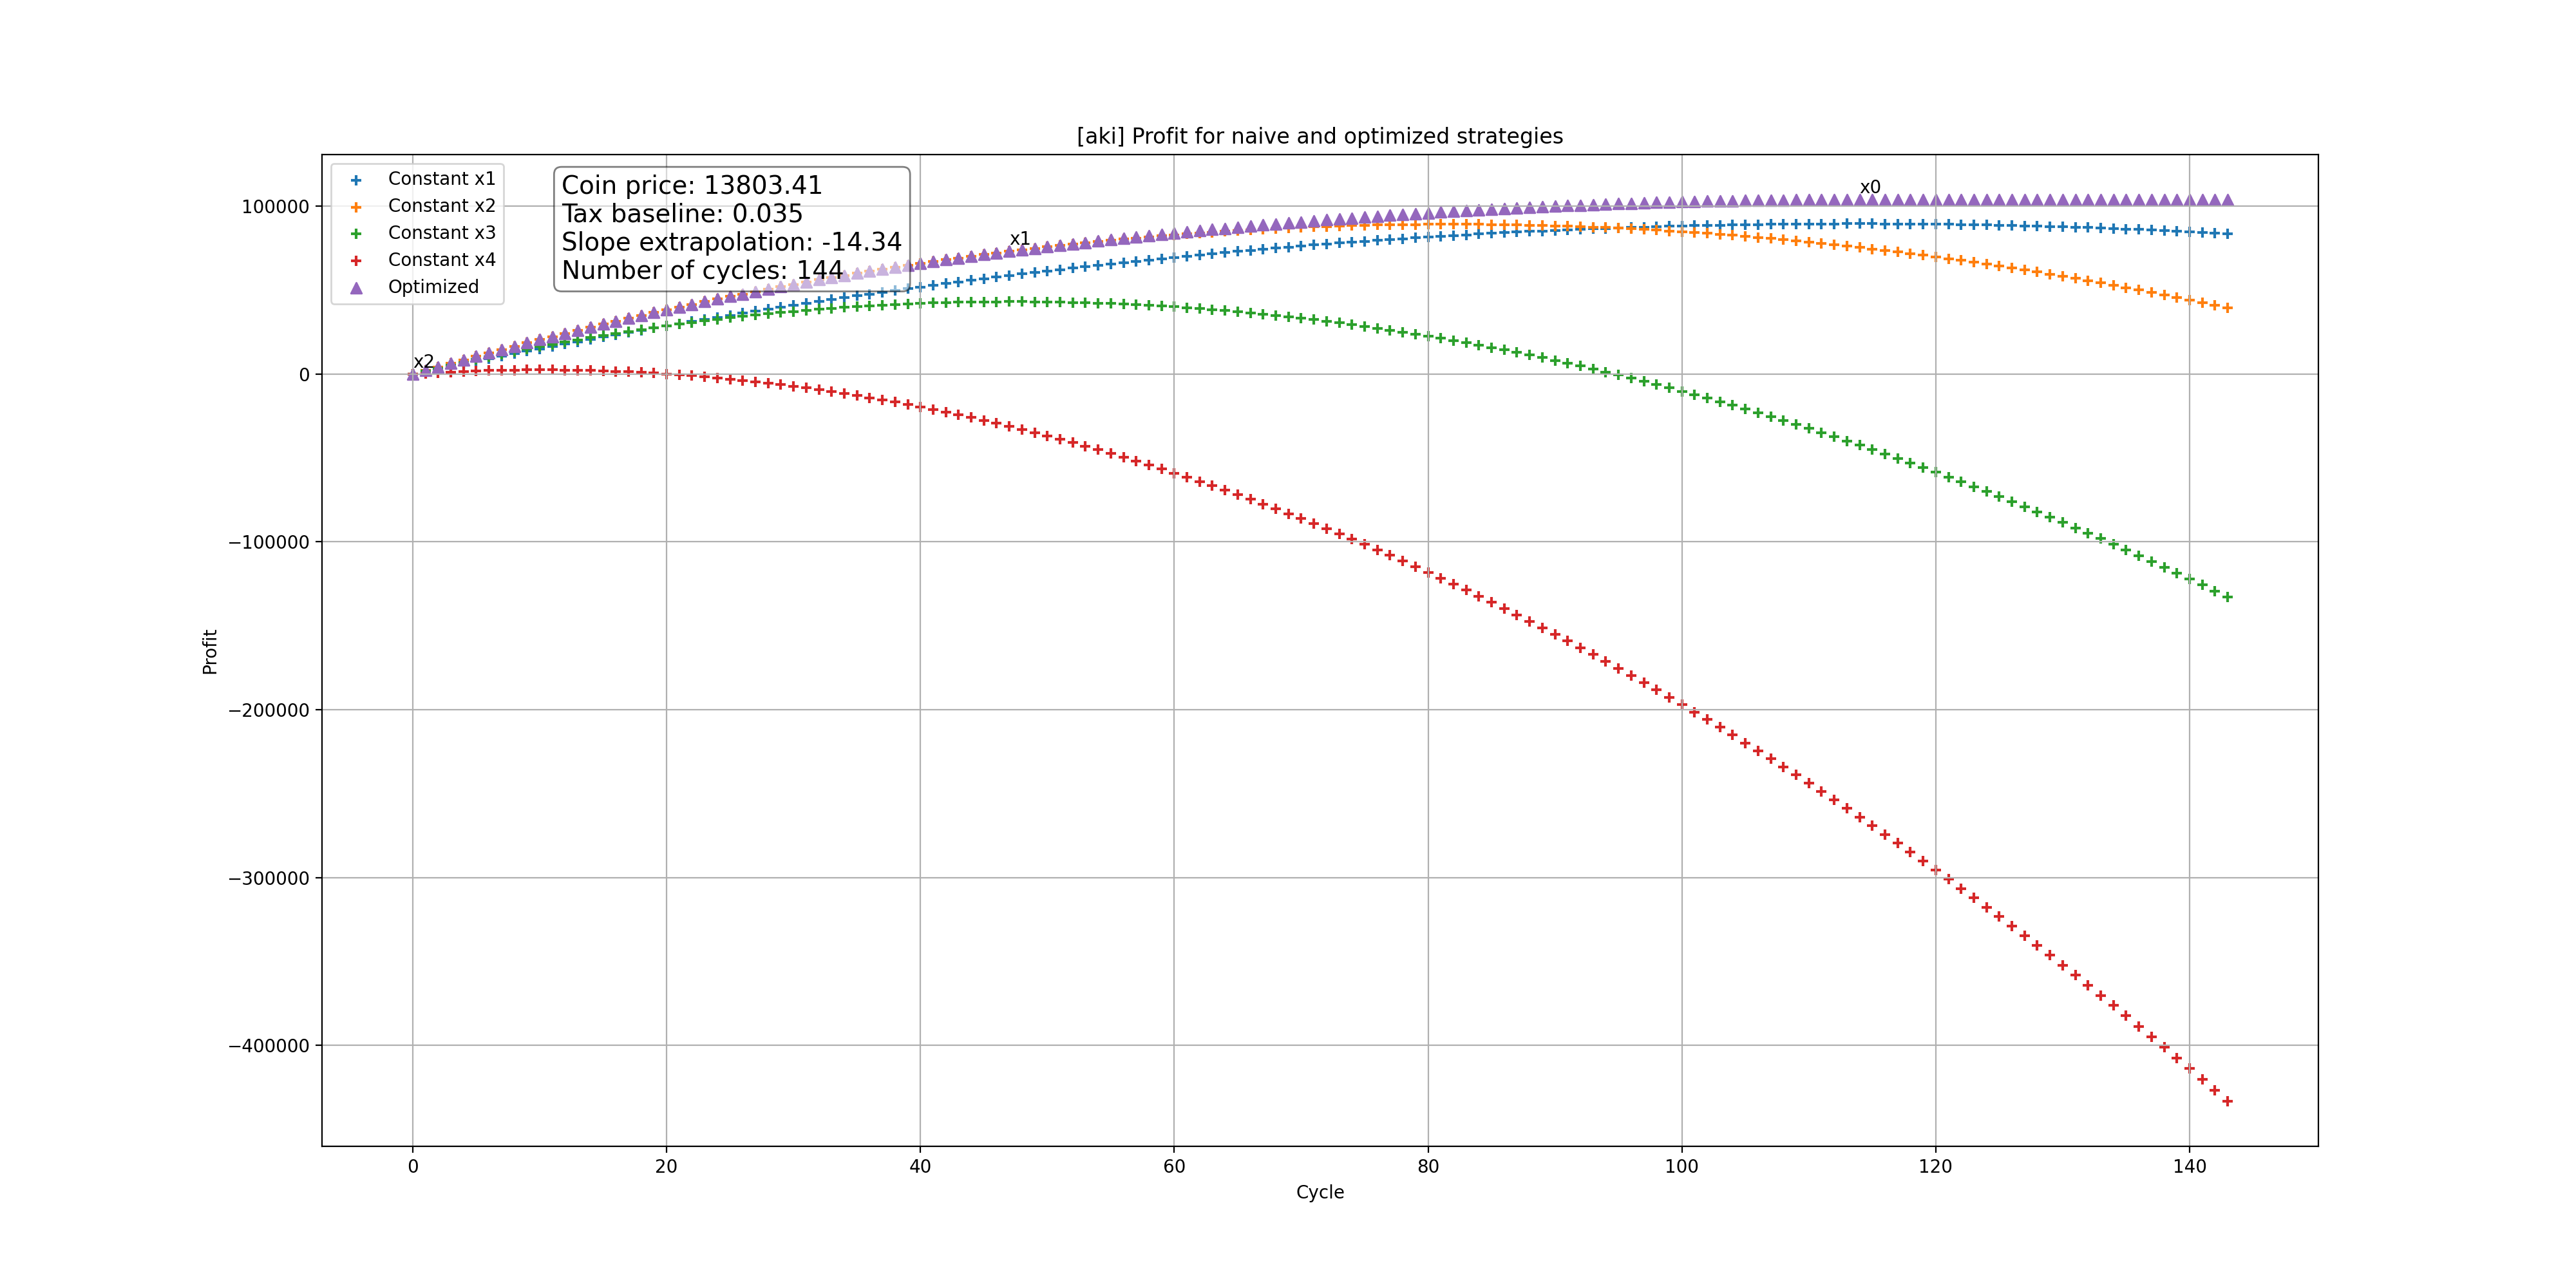 [aki] Profit for naive and optimized strategies
Constant x1
Constant x2
Constant x3
Constant x4
Optimized
Coin price: 13803.41
Tax baseline: 0.035
Slope extrapolation: -14.34
Number of cycles: 144
x2
x1
x0
100000
0
−100000
−200000
−300000
−400000
Profit
0 20 40 60 80 100 120 140
Cycle